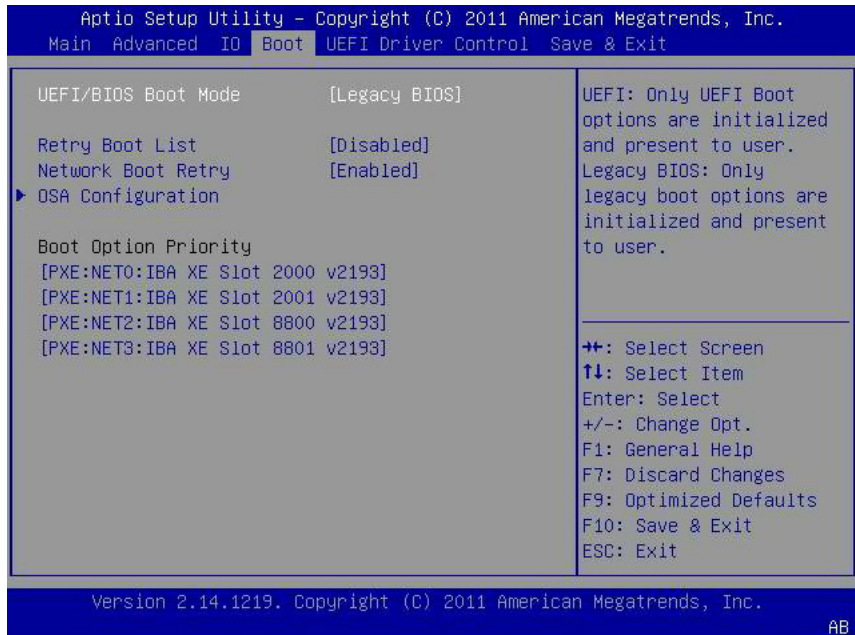 Aptio Setup Utility – Copyright (C) 2011 American Megatrends, Inc.
Main Advanced IO Boot UEFI Driver Control Save & Exit
UEFI/BIOS Boot Mode [Legacy BIOS]
Retry Boot List [Disabled]
Network Boot Retry [Enabled]
▶ OSA Configuration
Boot Option Priority
[PXE:NET0:IBA XE Slot 2000 v2193]
[PXE:NET1:IBA XE Slot 2001 v2193]
[PXE:NET2:IBA XE Slot 8800 v2193]
[PXE:NET3:IBA XE Slot 8801 v2193]
UEFI: Only UEFI Boot
options are initialized
and present to user.
Legacy BIOS: Only
legacy boot options are
initialized and present
to user.
→←: Select Screen
↑↓: Select Item
Enter: Select
+/-: Change Opt.
F1: General Help
F7: Discard Changes
F9: Optimized Defaults
F10: Save & Exit
ESC: Exit
Version 2.14.1219. Copyright (C) 2011 American Megatrends, Inc.
AB